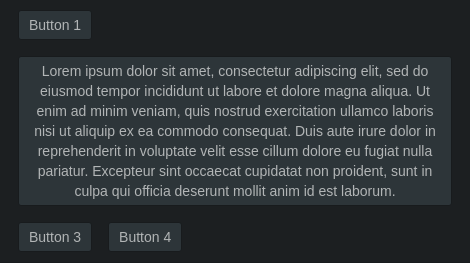 Button 1
Lorem ipsum dolor sit amet, consectetur adipiscing elit, sed do
eiusmod tempor incididunt ut labore et dolore magna aliqua. Ut
enim ad minim veniam, quis nostrud exercitation ullamco laboris
nisi ut aliquip ex ea commodo consequat. Duis aute irure dolor in
reprehenderit in voluptate velit esse cillum dolore eu fugiat nulla
pariatur. Excepteur sint occaecat cupidatat non proident, sunt in
culpa qui officia deserunt mollit anim id est laborum.
Button 3 Button 4